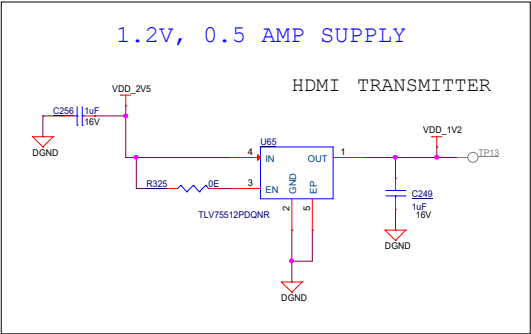 1.2V, 0.5 AMP SUPPLY
HDMI TRANSMITTER
VDD_2V5
C256
1uF
16V
DGND
VDD_1V2
U65
4
IN
OUT
1
TP13
R325
0E
3
EN
GND
EP
TLV75512PDQNR
2
5
C249
1uF
16V
DGND
DGND